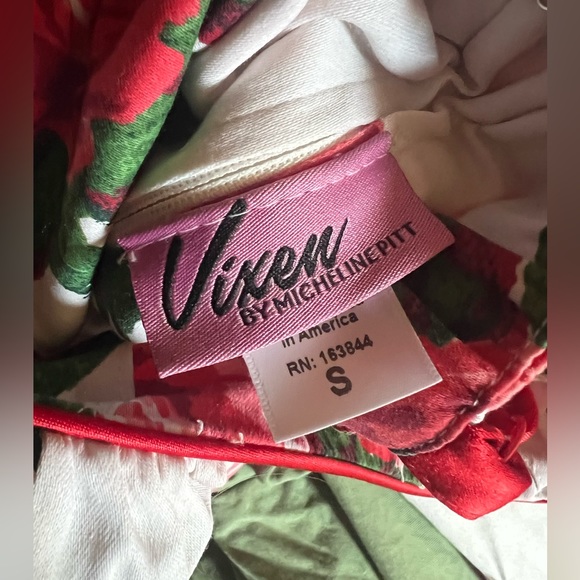 Vixen
BY MICHELINE PITT
in America
RN: 163844
S